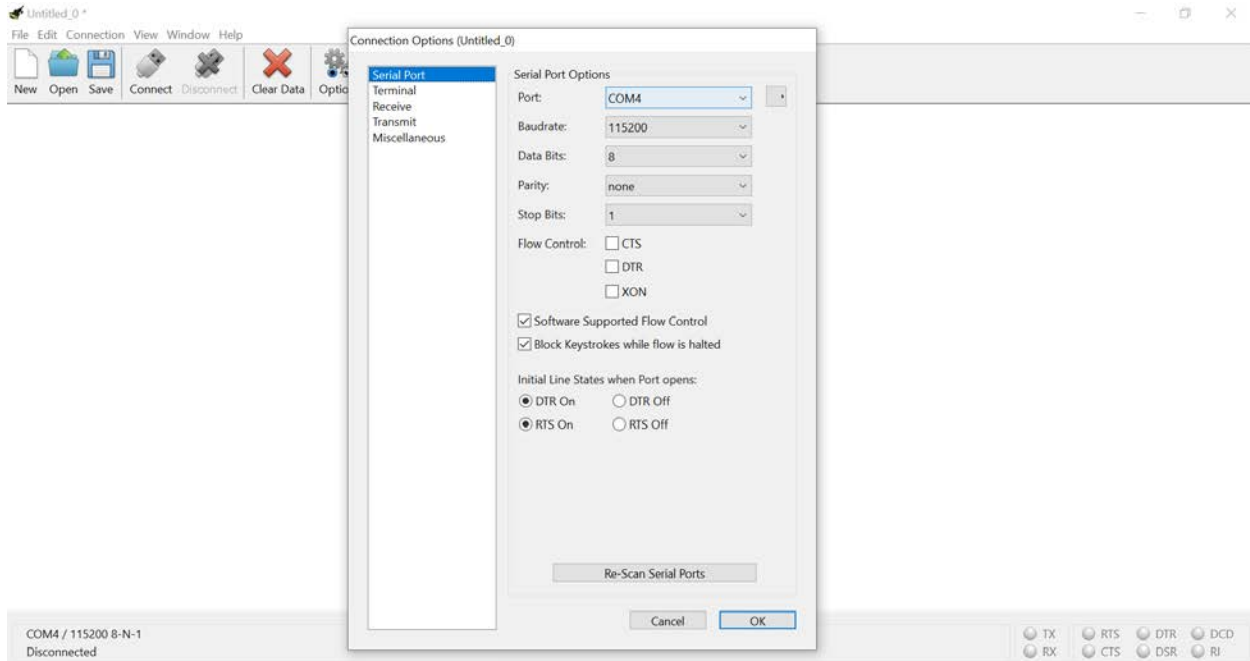 Untitled_0 *
File Edit Connection View Window Help
New Open Save Connect Disconnect Clear Data Optio
Connection Options (Untitled_0)
Serial Port
Terminal
Receive
Transmit
Miscellaneous
Serial Port Options
Port: COM4
Baudrate: 115200
Data Bits: 8
Parity: none
Stop Bits: 1
Flow Control: CTS
DTR
XON
Software Supported Flow Control
Block Keystrokes while flow is halted
Initial Line States when Port opens:
DTR On DTR Off
RTS On RTS Off
Re-Scan Serial Ports
Cancel OK
COM4 / 115200 8-N-1
Disconnected
TX RTS DTR DCD
RX CTS DSR RI